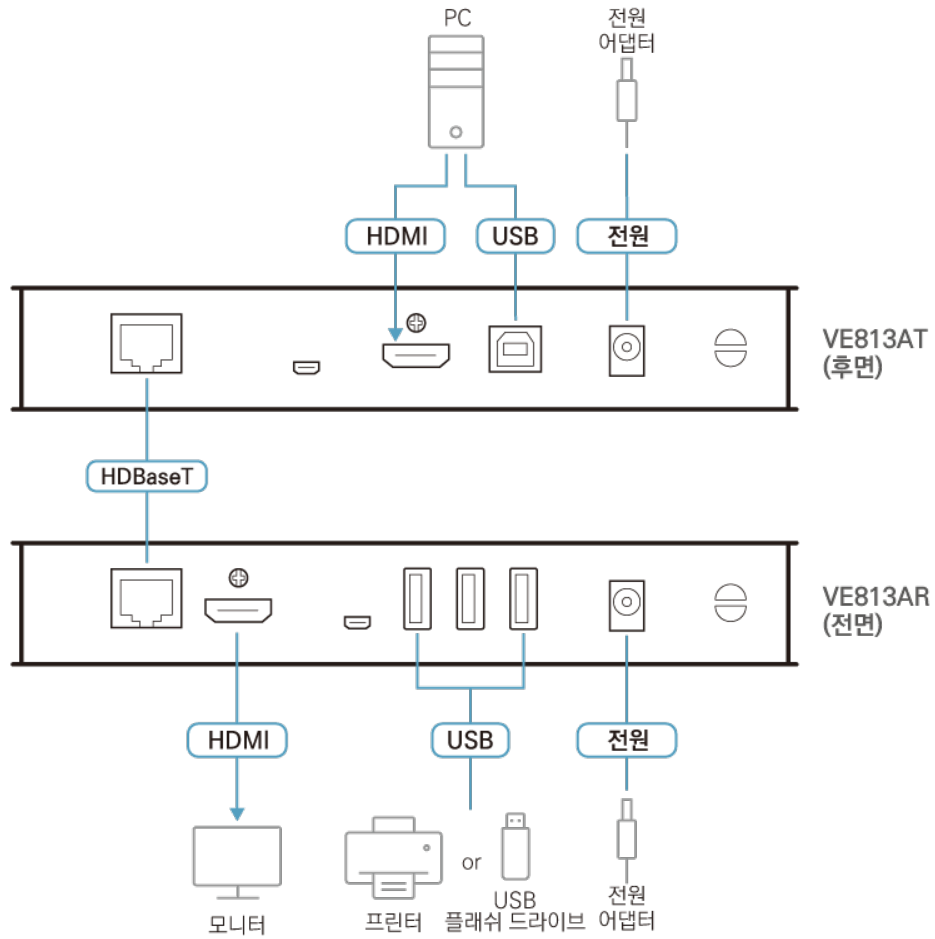 PC
전원
어댑터
HDMI
USB
전원
VE813AT
(후면)
HDBaseT
VE813AR
(전면)
HDMI
USB
전원
모니터
프린터
or
USB
플래쉬 드라이브
전원
어댑터